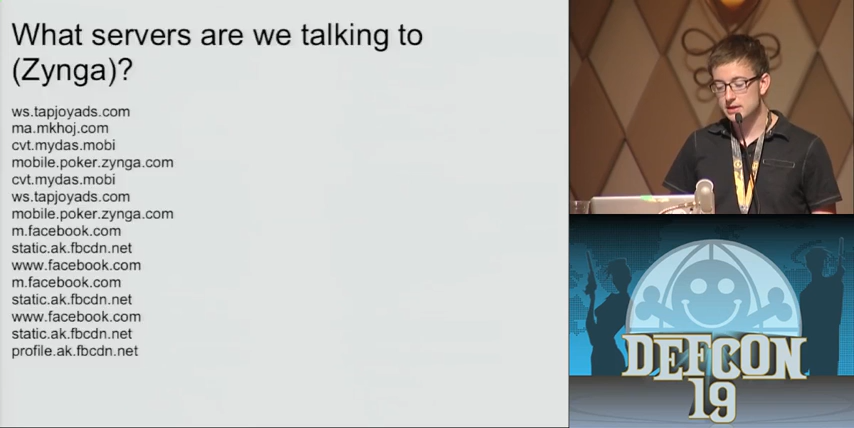 What servers are we talking to
(Zynga)?
ws.tapjoyads.com
ma.mkhoj.com
cvt.mydas.mobi
mobile.poker.zynga.com
cvt.mydas.mobi
ws.tapjoyads.com
mobile.poker.zynga.com
m.facebook.com
static.ak.fbcdn.net
www.facebook.com
m.facebook.com
static.ak.fbcdn.net
www.facebook.com
static.ak.fbcdn.net
profile.ak.fbcdn.net
DEFCON
19